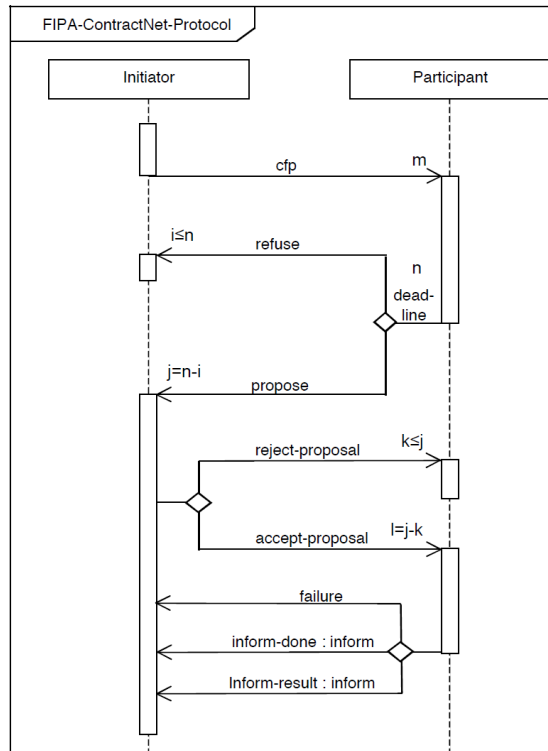 FIPA-ContractNet-Protocol
Initiator
Participant
cfp
m
i≤n
refuse
n
dead-
line
j=n-i
propose
reject-proposal
k≤j
accept-proposal
l=j-k
failure
inform-done : inform
Inform-result : inform